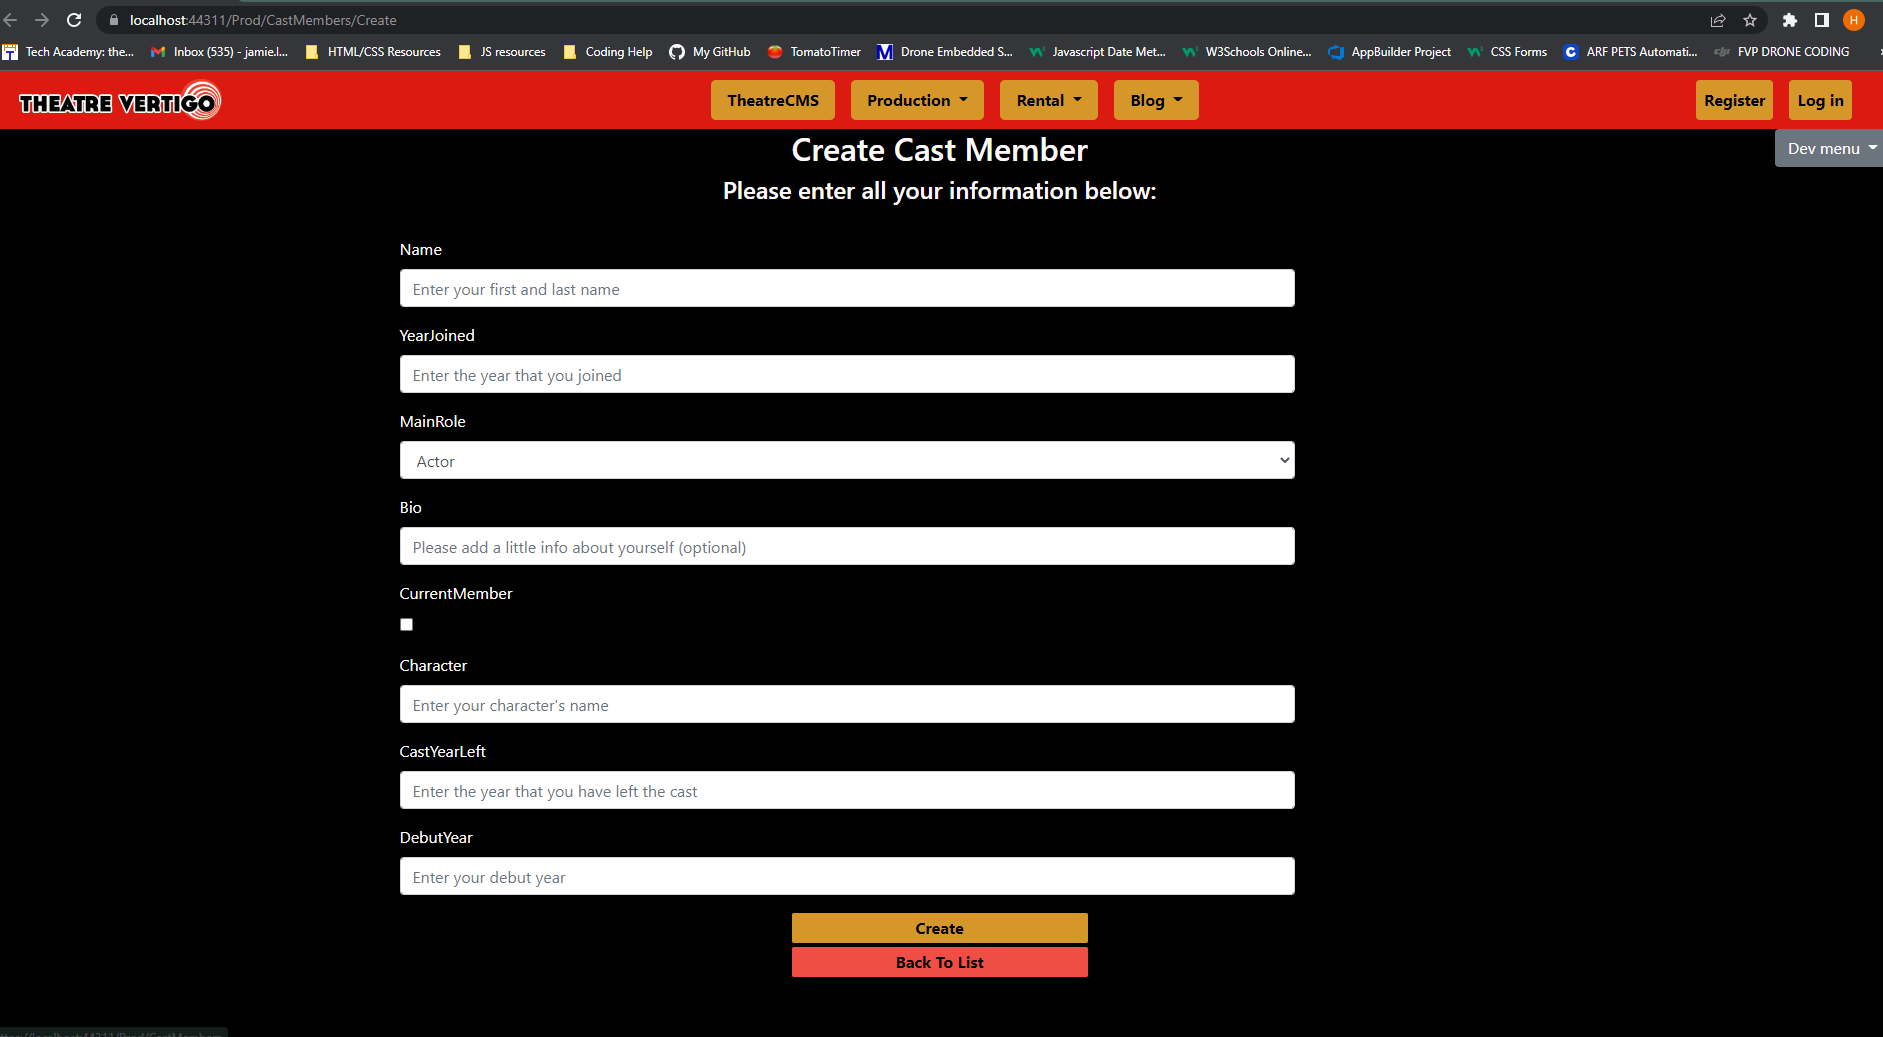 localhost:44311/Prod/CastMembers/Create
H
Tech Academy: the... Inbox (535) - jamie.l... HTML/CSS Resources JS resources Coding Help My GitHub TomatoTimer Drone Embedded S... Javascript Date Met... W3Schools Online... AppBuilder Project CSS Forms ARF PETS Automati... FVP DRONE CODING
THEATRE VERTIGO
TheatreCMS Production Rental Blog Register Log in
Dev menu
Create Cast Member
Please enter all your information below:
Name
Enter your first and last name
YearJoined
Enter the year that you joined
MainRole
Actor
Bio
Please add a little info about yourself (optional)
CurrentMember
Character
Enter your character's name
CastYearLeft
Enter the year that you have left the cast
DebutYear
Enter your debut year
Create
Back To List